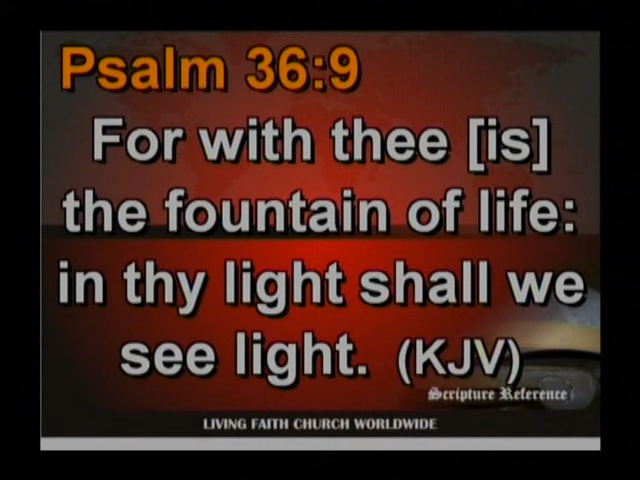 Psalm 36:9
For with thee [is]
the fountain of life:
in thy light shall we
see light. (KJV)
Scripture Reference
LIVING FAITH CHURCH WORLDWIDE